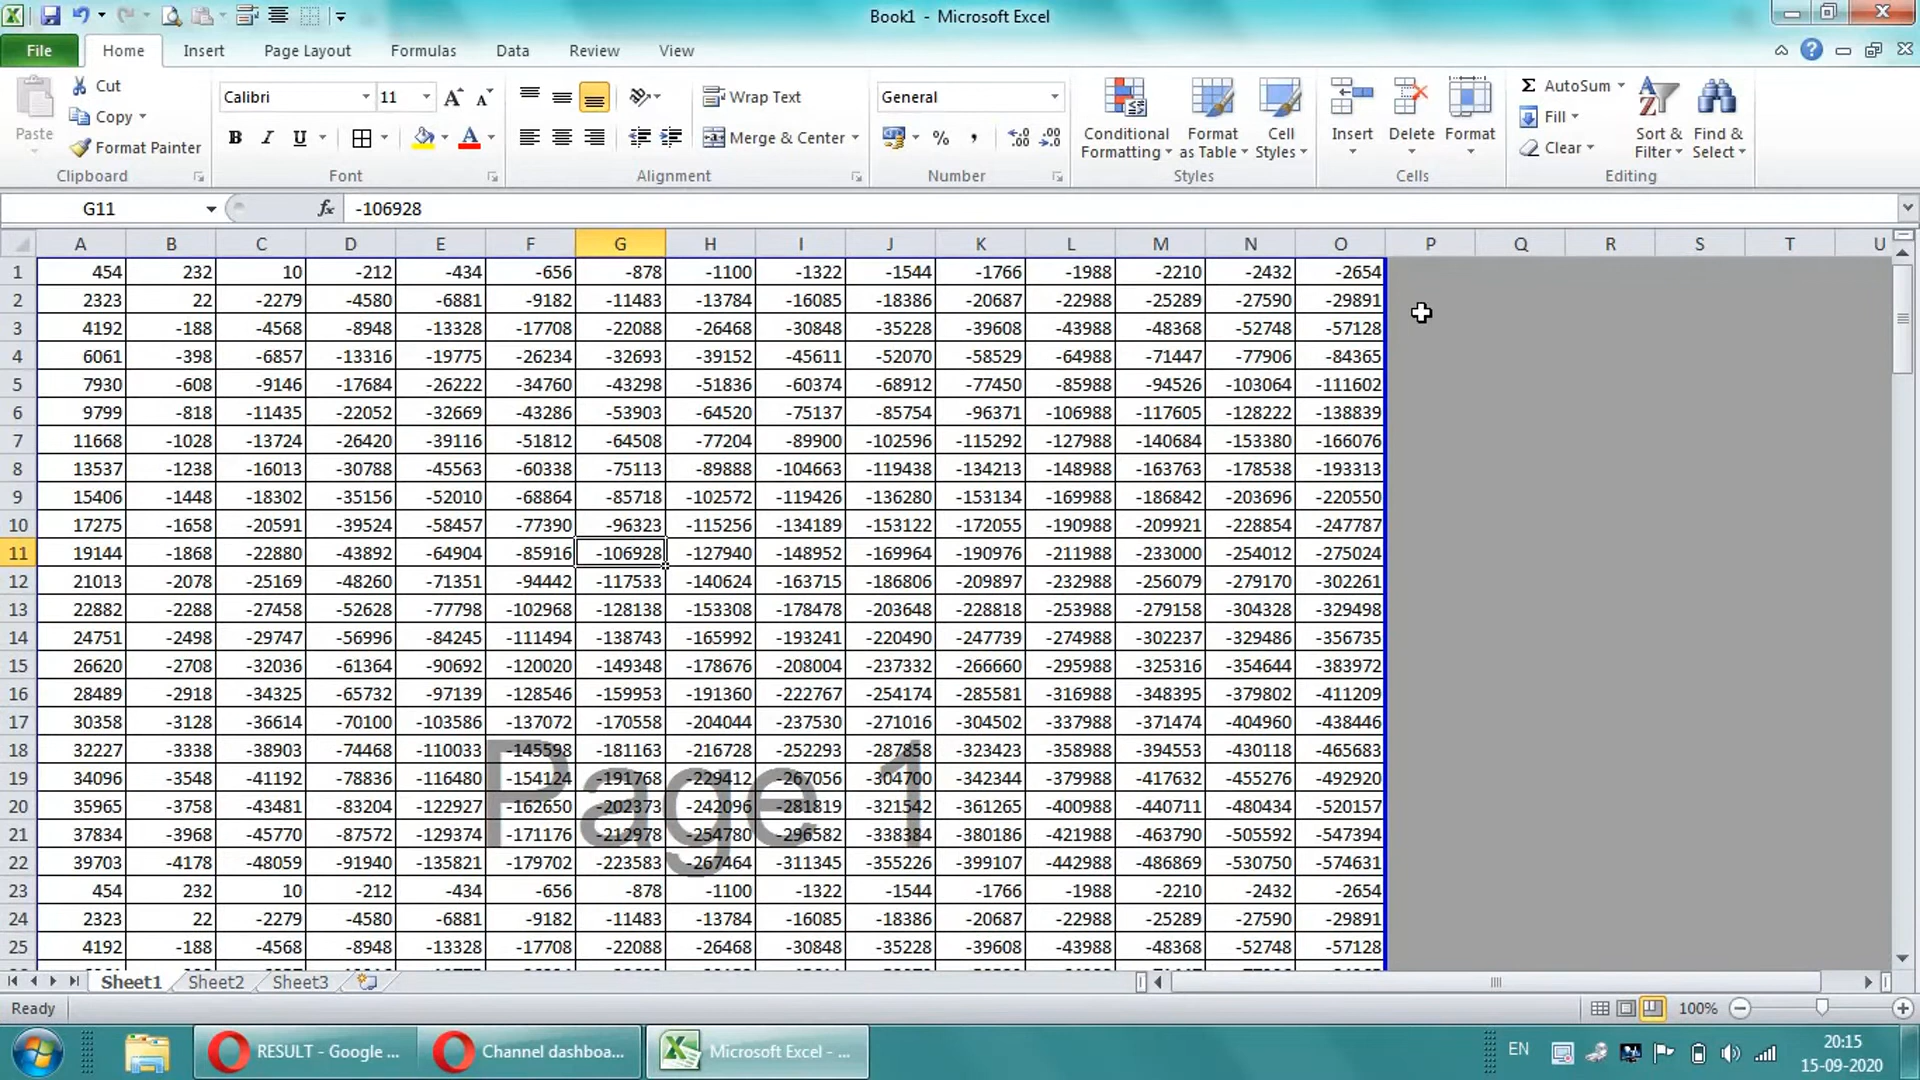 Book1 - Microsoft Excel
File Home Insert Page Layout Formulas Data Review View
Paste Cut Copy Format Painter Clipboard
Calibri 11 B I U Font
Wrap Text Merge & Center Alignment
General % , Number
Conditional Formatting Format as Table Cell Styles Styles
Insert Delete Format Cells
Σ AutoSum Fill Clear Sort & Filter Find & Select Editing
G11 fx -106928
A B C D E F G H I J K L M N O P Q R S T U
1 454 232 10 -212 -434 -656 -878 -1100 -1322 -1544 -1766 -1988 -2210 -2432 -2654
2 2323 22 -2279 -4580 -6881 -9182 -11483 -13784 -16085 -18386 -20687 -22988 -25289 -27590 -29891
3 4192 -188 -4568 -8948 -13328 -17708 -22088 -26468 -30848 -35228 -39608 -43988 -48368 -52748 -57128
4 6061 -398 -6857 -13316 -19775 -26234 -32693 -39152 -45611 -52070 -58529 -64988 -71447 -77906 -84365
5 7930 -608 -9146 -17684 -26222 -34760 -43298 -51836 -60374 -68912 -77450 -85988 -94526 -103064 -111602
6 9799 -818 -11435 -22052 -32669 -43286 -53903 -64520 -75137 -85754 -96371 -106988 -117605 -128222 -138839
7 11668 -1028 -13724 -26420 -39116 -51812 -64508 -77204 -89900 -102596 -115292 -127988 -140684 -153380 -166076
8 13537 -1238 -16013 -30788 -45563 -60338 -75113 -89888 -104663 -119438 -134213 -148988 -163763 -178538 -193313
9 15406 -1448 -18302 -35156 -52010 -68864 -85718 -102572 -119426 -136280 -153134 -169988 -186842 -203696 -220550
10 17275 -1658 -20591 -39524 -58457 -77390 -96323 -115256 -134189 -153122 -172055 -190988 -209921 -228854 -247787
11 19144 -1868 -22880 -43892 -64904 -85916 -106928 -127940 -148952 -169964 -190976 -211988 -233000 -254012 -275024
12 21013 -2078 -25169 -48260 -71351 -94442 -117533 -140624 -163715 -186806 -209897 -232988 -256079 -279170 -302261
13 22882 -2288 -27458 -52628 -77798 -102968 -128138 -153308 -178478 -203648 -228818 -253988 -279158 -304328 -329498
14 24751 -2498 -29747 -56996 -84245 -111494 -138743 -165992 -193241 -220490 -247739 -274988 -302237 -329486 -356735
15 26620 -2708 -32036 -61364 -90692 -120020 -149348 -178676 -208004 -237332 -266660 -295988 -325316 -354644 -383972
16 28489 -2918 -34325 -65732 -97139 -128546 -159953 -191360 -222767 -254174 -285581 -316988 -348395 -379802 -411209
17 30358 -3128 -36614 -70100 -103586 -137072 -170558 -204044 -237530 -271016 -304502 -337988 -371474 -404960 -438446
18 32227 -3338 -38903 -74468 -110033 -145598 -181163 -216728 -252293 -287858 -323423 -358988 -394553 -430118 -465683
19 34096 -3548 -41192 -78836 -116480 -154124 -191768 -229412 -267056 -304700 -342344 -379988 -417632 -455276 -492920
20 35965 -3758 -43481 -83204 -122927 -162650 -202373 -242096 -281819 -321542 -361265 -400988 -440711 -480434 -520157
21 37834 -3968 -45770 -87572 -129374 -171176 -212978 -254780 -296582 -338384 -380186 -421988 -463790 -505592 -547394
22 39703 -4178 -48059 -91940 -135821 -179702 -223583 -267464 -311345 -355226 -399107 -442988 -486869 -530750 -574631
23 454 232 10 -212 -434 -656 -878 -1100 -1322 -1544 -1766 -1988 -2210 -2432 -2654
24 2323 22 -2279 -4580 -6881 -9182 -11483 -13784 -16085 -18386 -20687 -22988 -25289 -27590 -29891
25 4192 -188 -4568 -8948 -13328 -17708 -22088 -26468 -30848 -35228 -39608 -43988 -48368 -52748 -57128
Page 1
Sheet1 Sheet2 Sheet3
Ready 100%
RESULT - Google ... Channel dashboa... Microsoft Excel - ... EN 20:15
15-09-2020